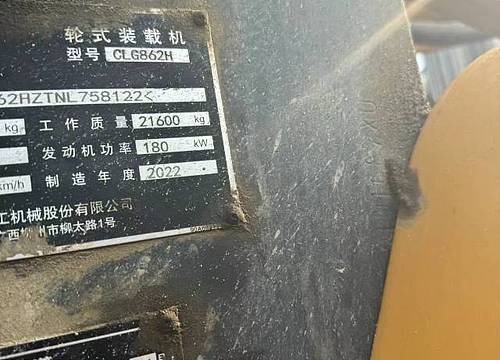 轮式装载机
型号 CLG862H
62HZTNL758122<
kg 工作质量 21600 kg
发动机功率 180 kW
km/h 制造年度 2022
工机械股份有限公司
西柳州市柳太路1号